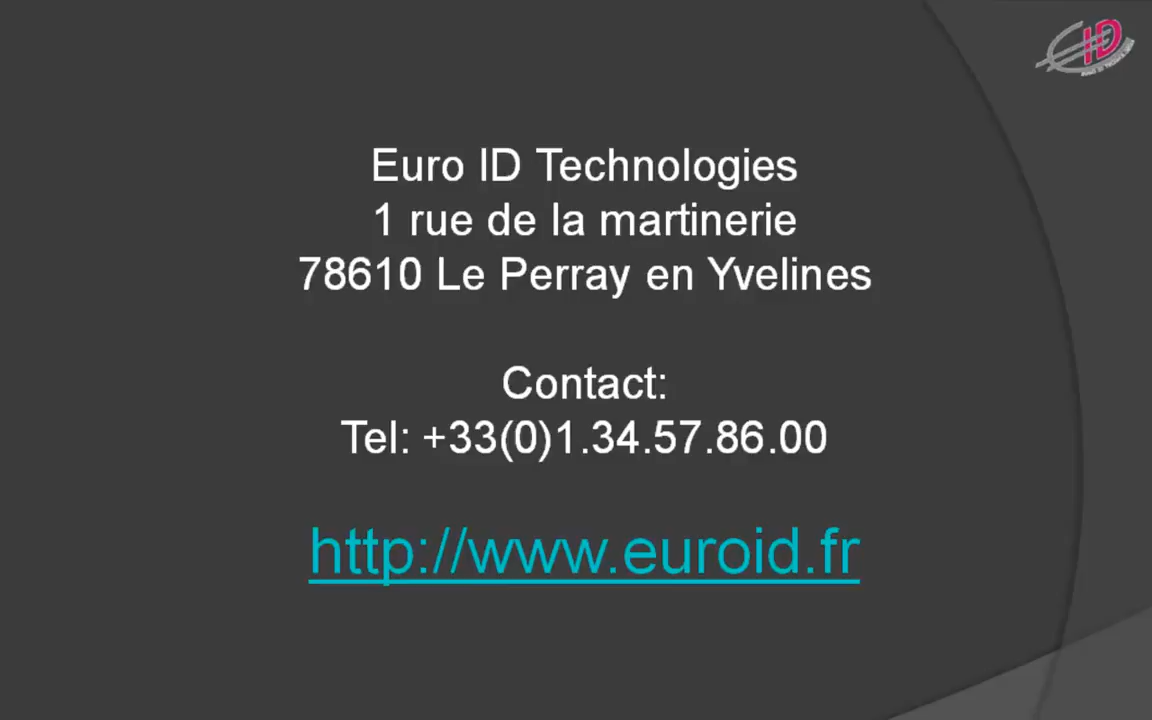 ID
Euro ID Technologies
1 rue de la martinerie
78610 Le Perray en Yvelines
Contact:
Tel: +33(0)1.34.57.86.00
http://www.euroid.fr